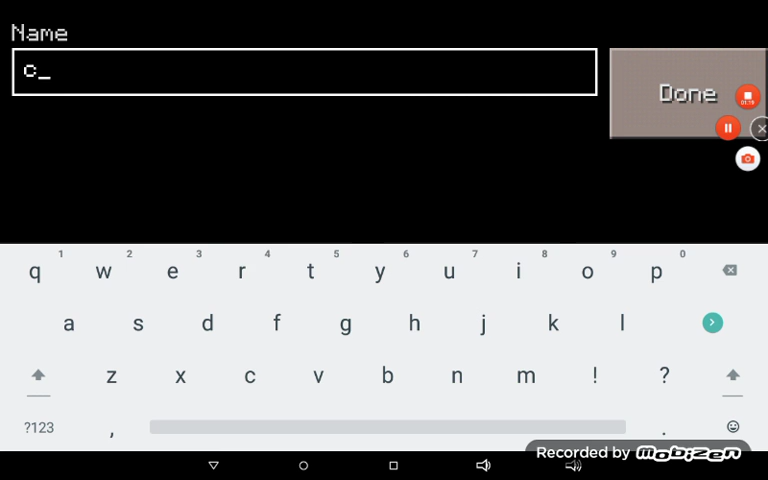 Name
c_
Done
01:19
1 2 3 4 5 6 7 8 9 0
q w e r t y u i o p
a s d f g h j k l
z x c v b n m ! ?
?123 , .
Recorded by mobizen